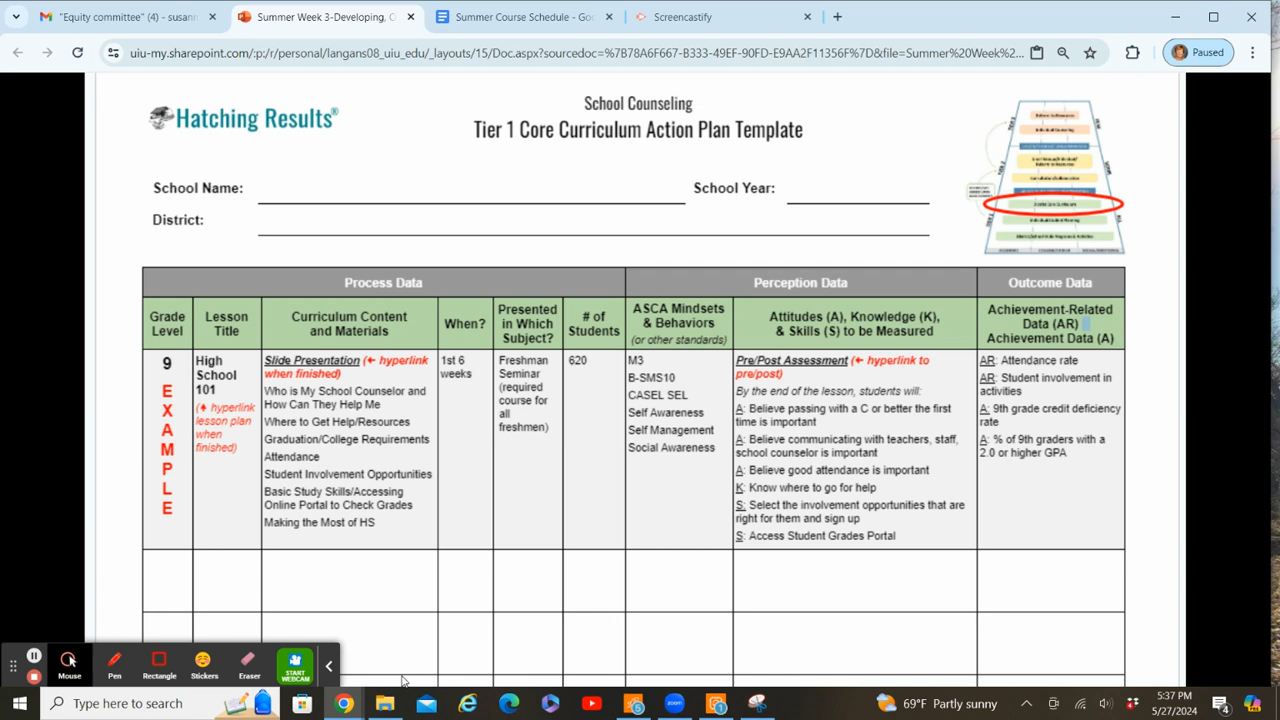 "Equity committee" (4) - susann
Summer Week 3-Developing, O
Summer Course Schedule - Goo
Screencastify
uiu-my.sharepoint.com/:p:/r/personal/langans08_uiu_edu/_layouts/15/Doc.aspx?sourcedoc=%7B78A6F667-B333-49EF-90FD-E9AA2F11356F%7D&file=Summer%20Week%2...
Paused
Hatching Results®
School Counseling
Tier 1 Core Curriculum Action Plan Template
School Name:
School Year:
District:
Process Data
Perception Data
Outcome Data
Grade
Level
Lesson
Title
Curriculum Content
and Materials
When?
Presented
in Which
Subject?
# of
Students
ASCA Mindsets
& Behaviors
(or other standards)
Attitudes (A), Knowledge (K),
& Skills (S) to be Measured
Achievement-Related
Data (AR)
Achievement Data (A)
9
E
X
A
M
P
L
E
High
School
101
(🠝 hyperlink
lesson plan
when
finished)
Slide Presentation (🠜 hyperlink
when finished)
Who is My School Counselor and
How Can They Help Me
Where to Get Help/Resources
Graduation/College Requirements
Attendance
Student Involvement Opportunities
Basic Study Skills/Accessing
Online Portal to Check Grades
Making the Most of HS
1st 6
weeks
Freshman
Seminar
(required
course for
all
freshmen)
620
M3
B-SMS10
CASEL SEL
Self Awareness
Self Management
Social Awareness
Pre/Post Assessment (🠜 hyperlink to
pre/post)
By the end of the lesson, students will:
A: Believe passing with a C or better the first
time is important
A: Believe communicating with teachers, staff,
school counselor is important
A: Believe good attendance is important
K: Know where to go for help
S: Select the involvement opportunities that are
right for them and sign up
S: Access Student Grades Portal
AR: Attendance rate
AR: Student involvement in
activities
A: 9th grade credit deficiency
rate
A: % of 9th graders with a
2.0 or higher GPA
Mouse
Pen
Rectangle
Stickers
Eraser
START
WEBCAM
Type here to search
69°F Partly sunny
5:37 PM
5/27/2024
4